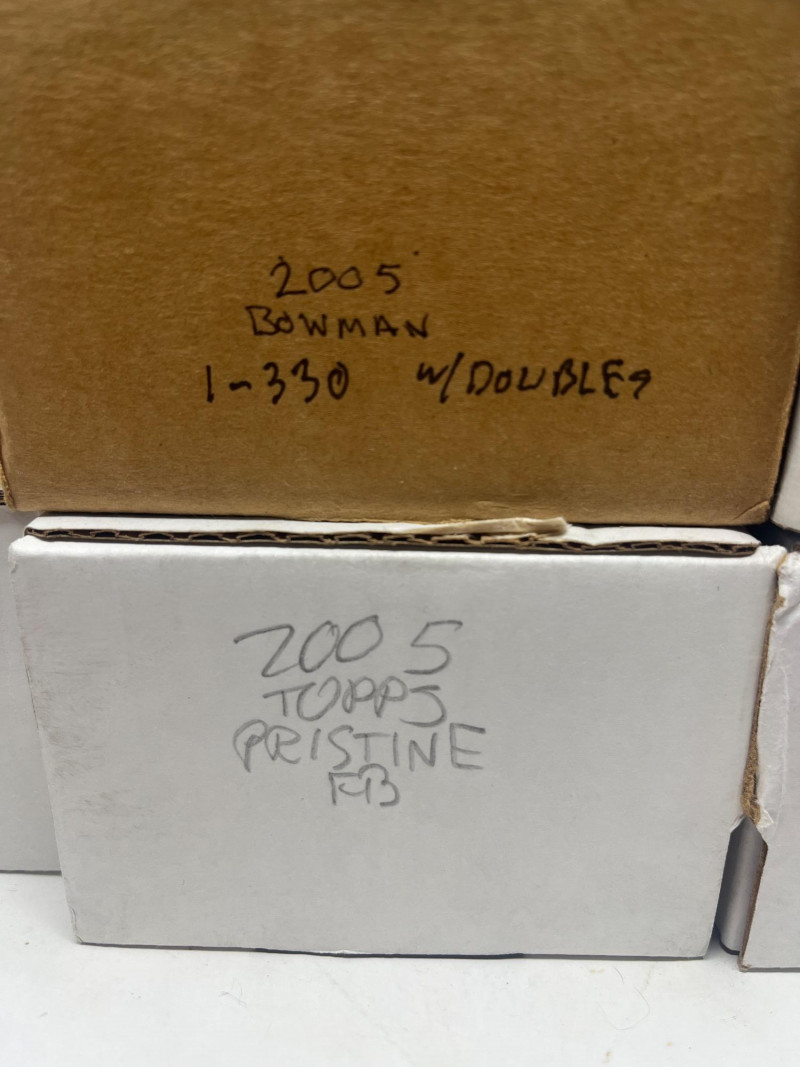 2005
BOWMAN
1-330 W/DOUBLES
2005
TOPPS
PRISTINE
FB